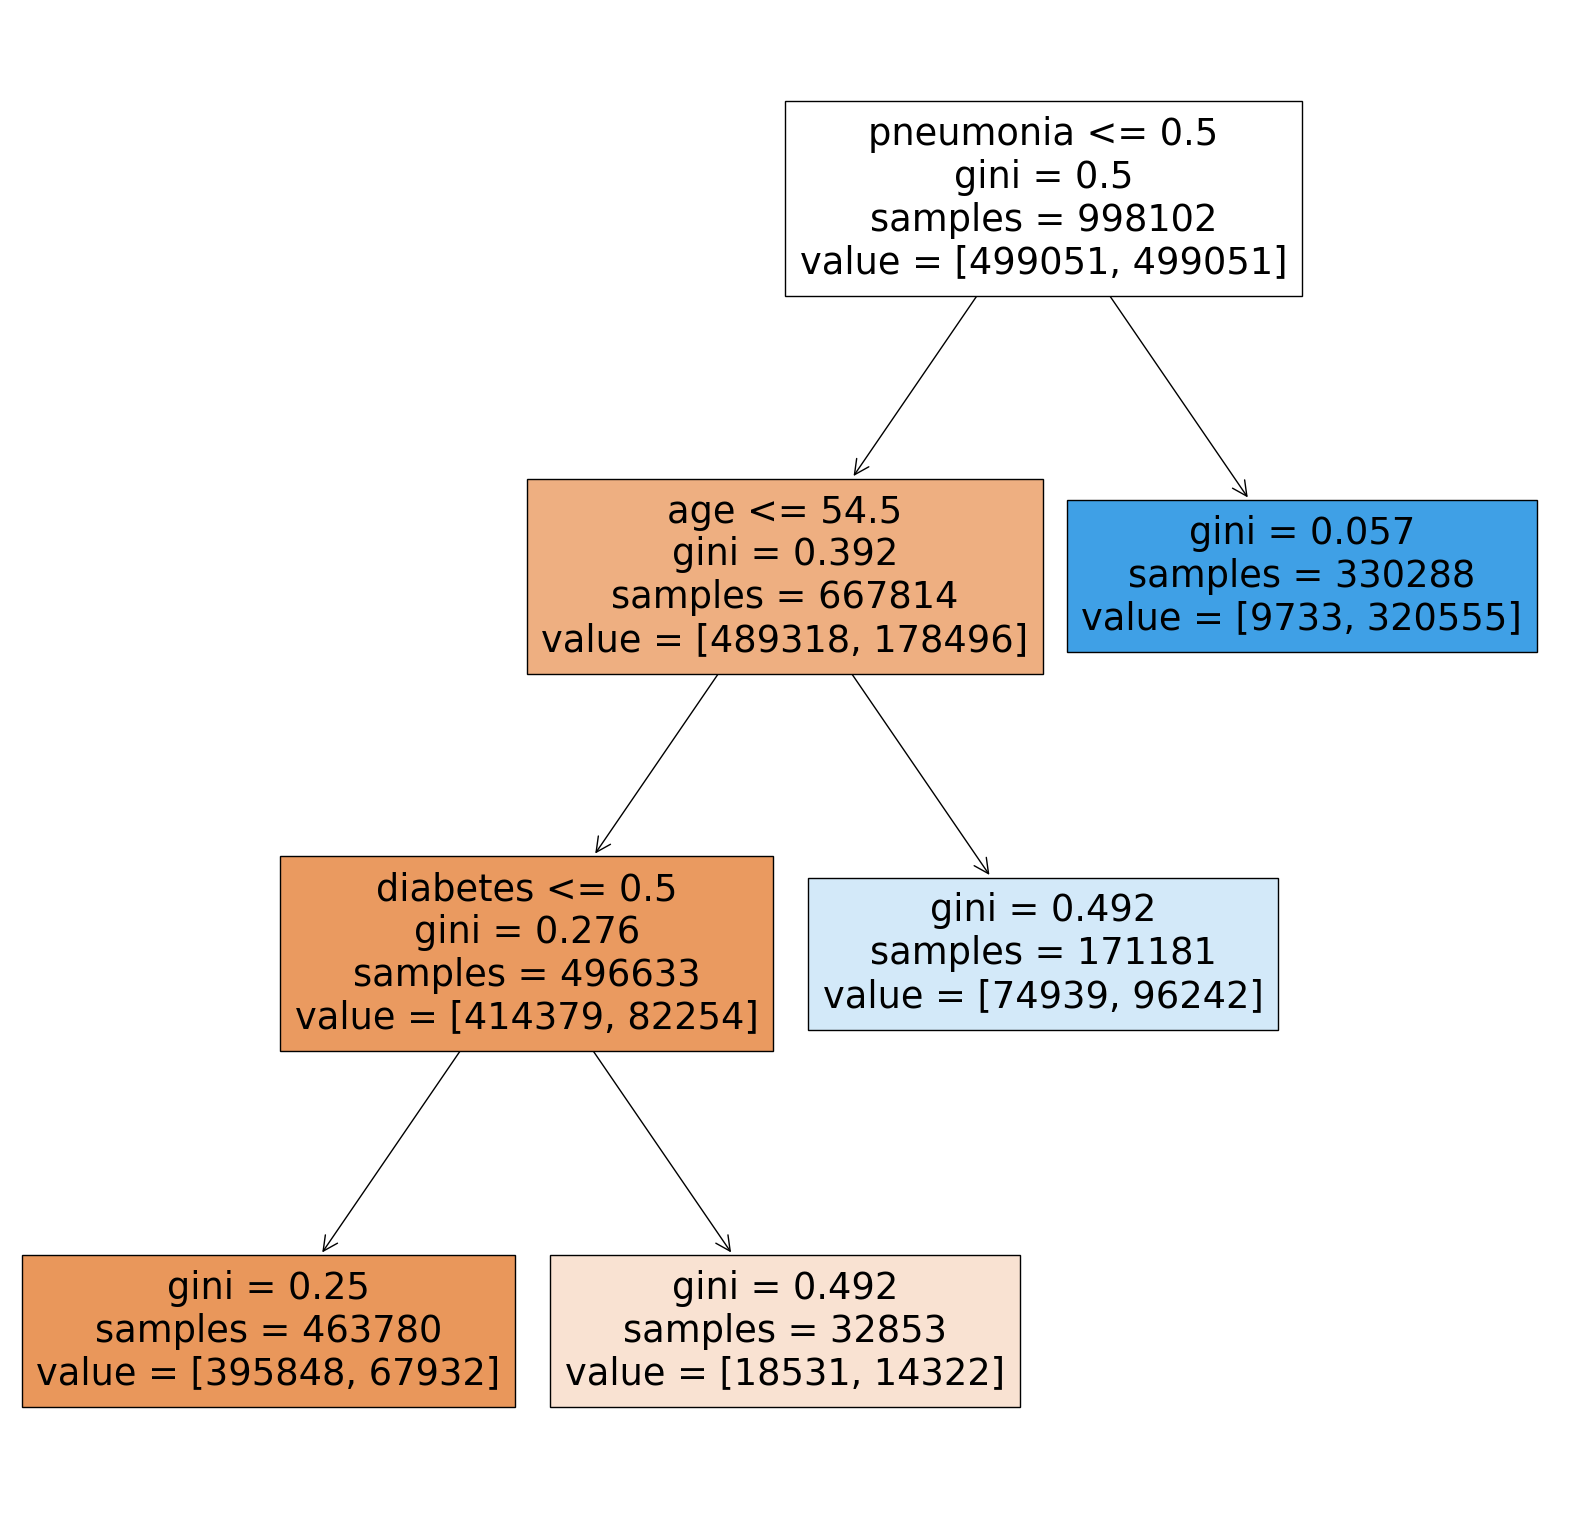 pneumonia <= 0.5
gini = 0.5
samples = 998102
value = [499051, 499051]
age <= 54.5
gini = 0.392
samples = 667814
value = [489318, 178496]
gini = 0.057
samples = 330288
value = [9733, 320555]
diabetes <= 0.5
gini = 0.276
samples = 496633
value = [414379, 82254]
gini = 0.492
samples = 171181
value = [74939, 96242]
gini = 0.25
samples = 463780
value = [395848, 67932]
gini = 0.492
samples = 32853
value = [18531, 14322]